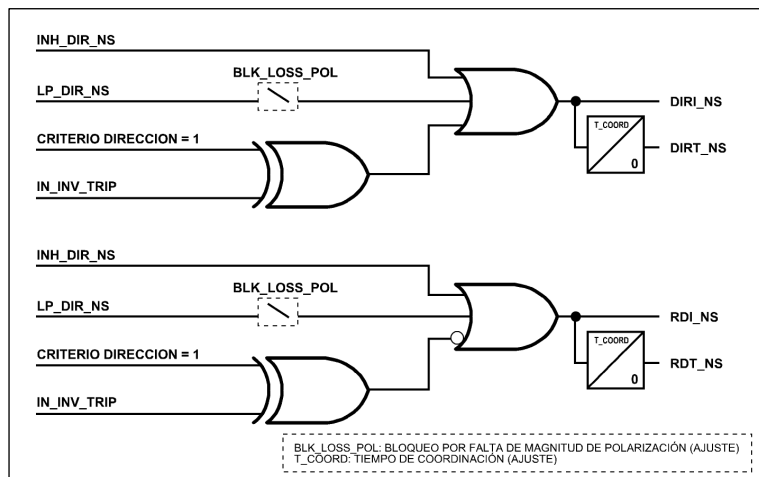 INH_DIR_NS
BLK_LOSS_POL
LP_DIR_NS
DIRI_NS
T_COORD
0
DIRT_NS
CRITERIO DIRECCION = 1
IN_INV_TRIP
INH_DIR_NS
BLK_LOSS_POL
LP_DIR_NS
RDI_NS
T_COORD
0
RDT_NS
CRITERIO DIRECCION = 1
IN_INV_TRIP
BLK_LOSS_POL: BLOQUEO POR FALTA DE MAGNITUD DE POLARIZACIÓN (AJUSTE)
T_COORD: TIEMPO DE COORDINACIÓN (AJUSTE)